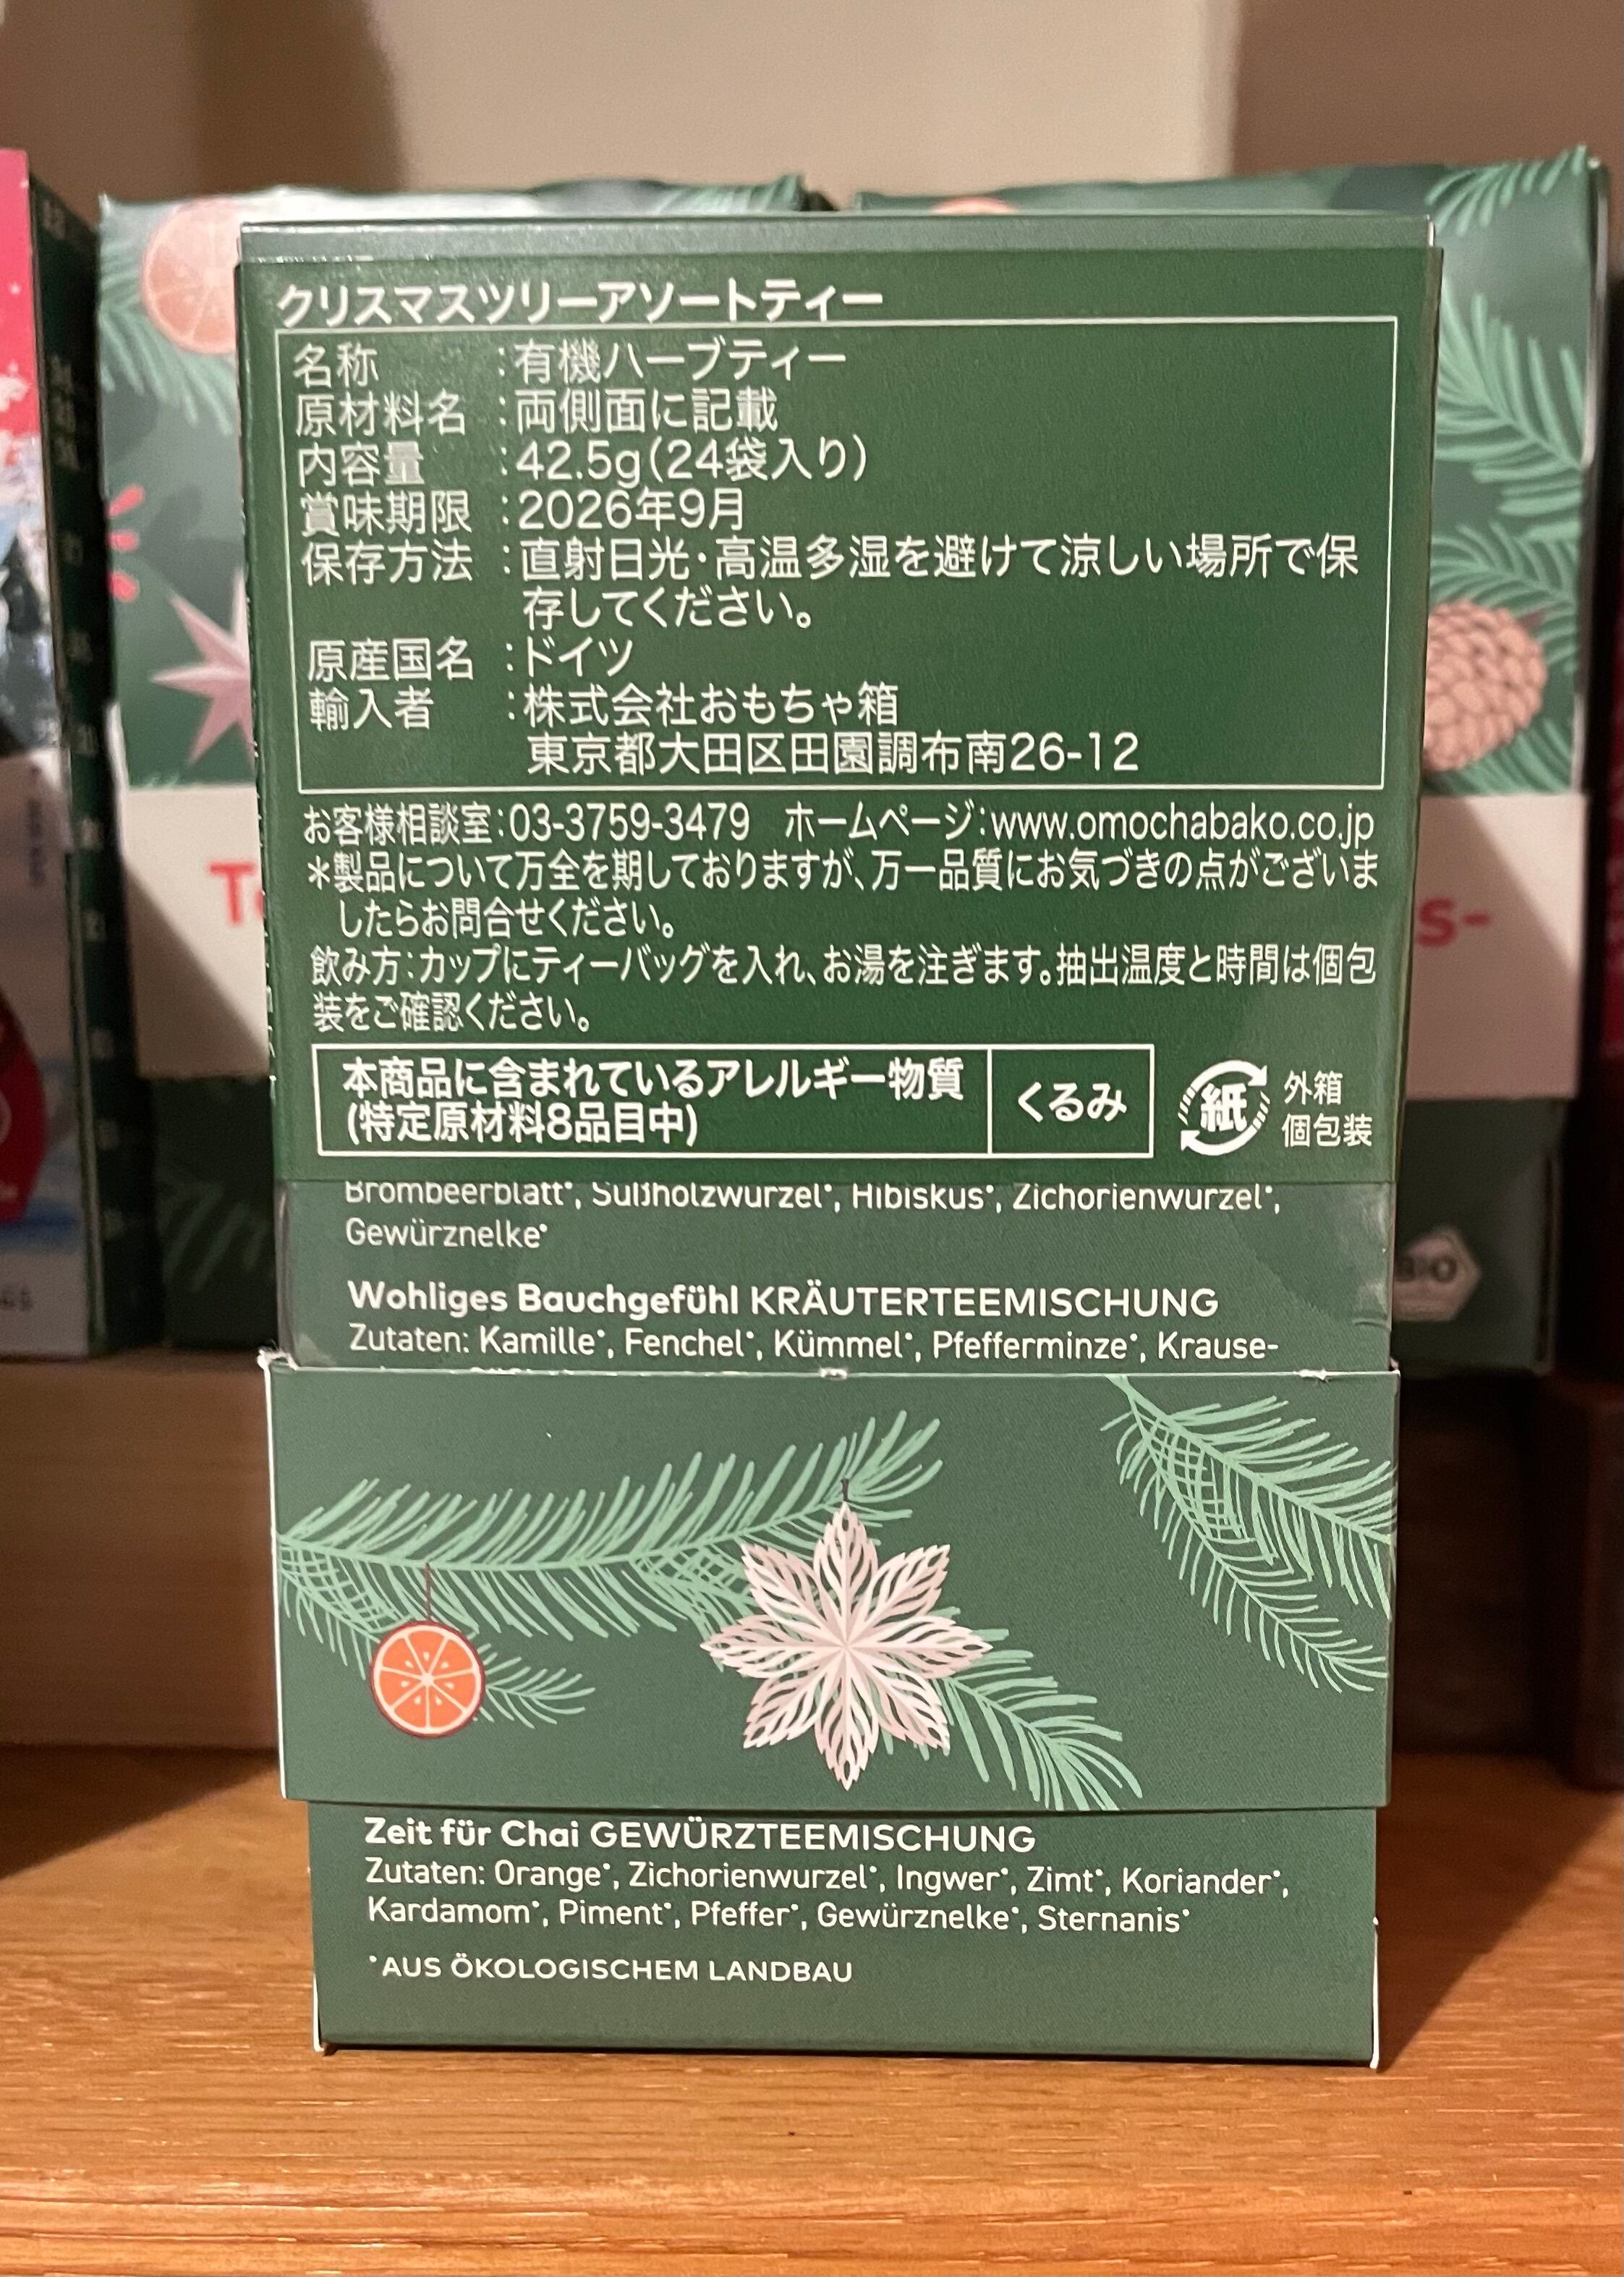 クリスマスツリーアソートティー
名称　　　：有機ハーブティー
原材料名　：両側面に記載
内容量　　：42.5g（24袋入り）
賞味期限　：2026年9月
保存方法　：直射日光・高温多湿を避けて涼しい場所で保
存してください。
原産国名　：ドイツ
輸入者　　：株式会社おもちゃ箱
東京都大田区田園調布南26-12
お客様相談室：03-3759-3479　ホームページ：www.omochabako.co.jp
＊製品について万全を期しておりますが、万一品質にお気づきの点がございま
したらお問合せください。
飲み方：カップにティーバッグを入れ、お湯を注ぎます。抽出温度と時間は個包
装をご確認ください。
本商品に含まれているアレルギー物質
(特定原材料8品目中)
くるみ
紙
外箱
個包装
Brombeerblatt*, Süßholzwurzel*, Hibiskus*, Zichorienwurzel*,
Gewürznelke*
Wohliges Bauchgefühl KRÄUTERTEEMISCHUNG
Zutaten: Kamille*, Fenchel*, Kümmel*, Pfefferminze*, Krause-
Zeit für Chai GEWÜRZTEEMISCHUNG
Zutaten: Orange*, Zichorienwurzel*, Ingwer*, Zimt*, Koriander*,
Kardamom*, Piment*, Pfeffer*, Gewürznelke*, Sternanis*
*AUS ÖKOLOGISCHEM LANDBAU
s-
BIO